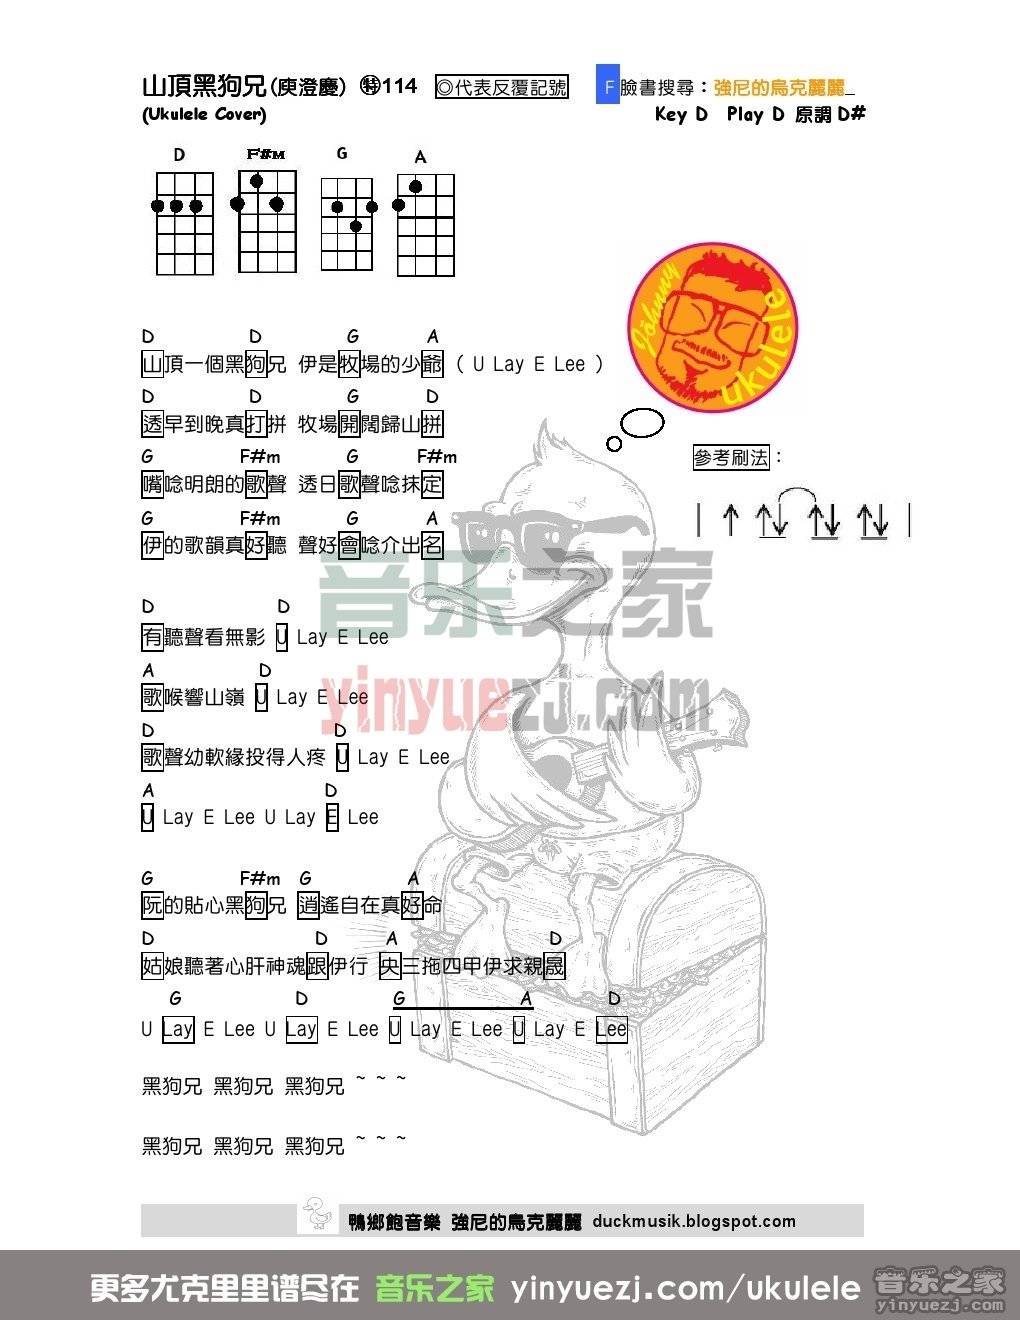 山頂黑狗兄(庾澄慶) ㊕114 ◎代表反覆記號 F 臉書搜尋：強尼的烏克麗麗_
(Ukulele Cover) Key D Play D 原調 D#
D F#m G A
Jöhnny
ukulele
D D G A
山頂一個黑狗兄 伊是牧場的少爺 ( U Lay E Lee )
D D G D
透早到晚真打拼 牧場開闊歸山拼
參考刷法：
G F#m G F#m
嘴唸明朗的歌聲 透日歌聲唸抹定
| ↑ ↑↓ ↑↓ ↑↓ |
G F#m G A
伊的歌韻真好聽 聲好會唸介出名
音乐之家
yinyuezj.com
D D
有聽聲看無影 U Lay E Lee
A D
歌喉響山嶺 U Lay E Lee
D D
歌聲幼軟緣投得人疼 U Lay E Lee
A D
U Lay E Lee U Lay E Lee
G F#m G A
阮的貼心黑狗兄 逍遙自在真好命
D D A D
姑娘聽著心肝神魂跟伊行 央三拖四甲伊求親晟
G D G A D
U Lay E Lee U Lay E Lee U Lay E Lee U Lay E Lee
黑狗兄 黑狗兄 黑狗兄 ~ ~ ~
黑狗兄 黑狗兄 黑狗兄 ~ ~ ~
鴨鄉飽音樂 強尼的烏克麗麗 duckmusik.blogspot.com
更多尤克里里谱尽在 音乐之家 yinyuezj.com/ukulele
音乐之家
yinyuezj.com